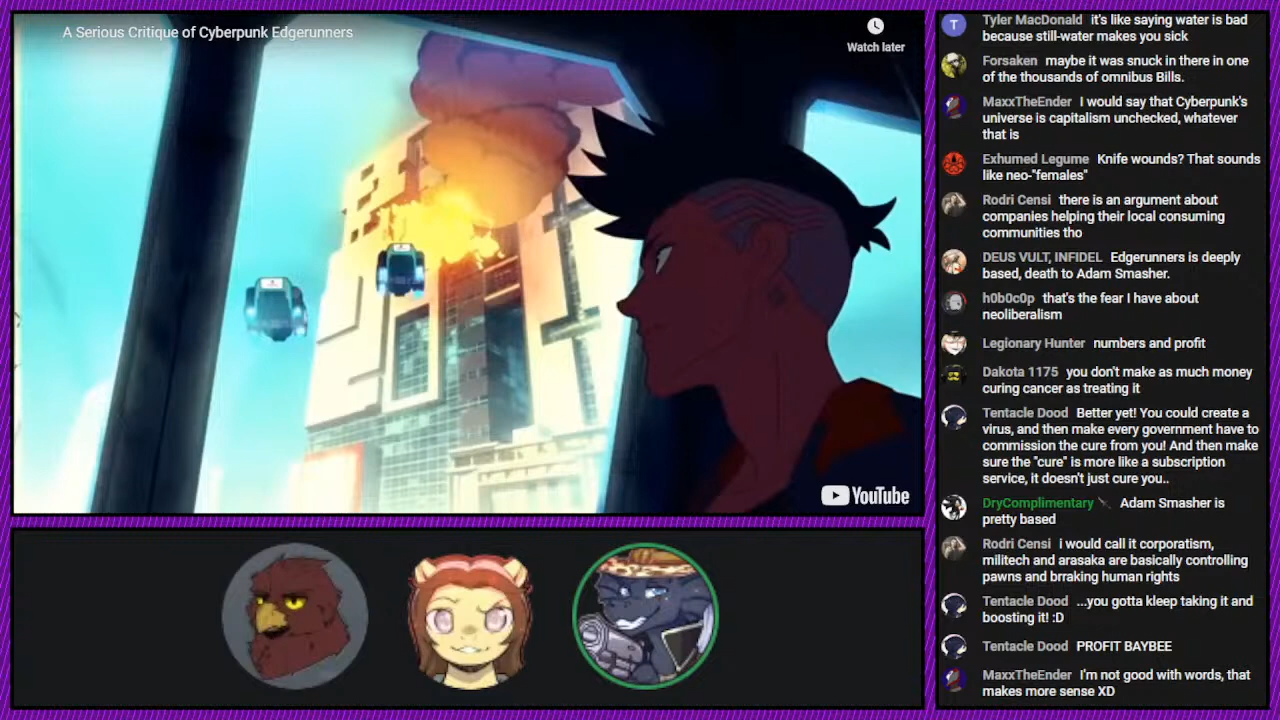 A Serious Critique of Cyberpunk Edgerunners
Watch later
YouTube
T
Tyler MacDonald it's like saying water is bad
because still-water makes you sick
Forsaken maybe it was snuck in there in one
of the thousands of omnibus Bills.
MaxxTheEnder I would say that Cyberpunk's
universe is capitalism unchecked, whatever
that is
Exhumed Legume Knife wounds? That sounds
like neo-"females"
Rodri Censi there is an argument about
companies helping their local consuming
communities tho
DEUS VULT, INFIDEL Edgerunners is deeply
based, death to Adam Smasher.
h0b0c0p that's the fear I have about
neoliberalism
Legionary Hunter numbers and profit
Dakota 1175 you don't make as much money
curing cancer as treating it
Tentacle Dood Better yet! You could create a
virus, and then make every government have to
commission the cure from you! And then make
sure the "cure" is more like a subscription
service, it doesn't just cure you..
DryComplimentary Adam Smasher is
pretty based
Rodri Censi i would call it corporatism,
militech and arasaka are basically controlling
pawns and brraking human rights
Tentacle Dood ...you gotta kleep taking it and
boosting it! :D
Tentacle Dood PROFIT BAYBEE
MaxxTheEnder I'm not good with words, that
makes more sense XD